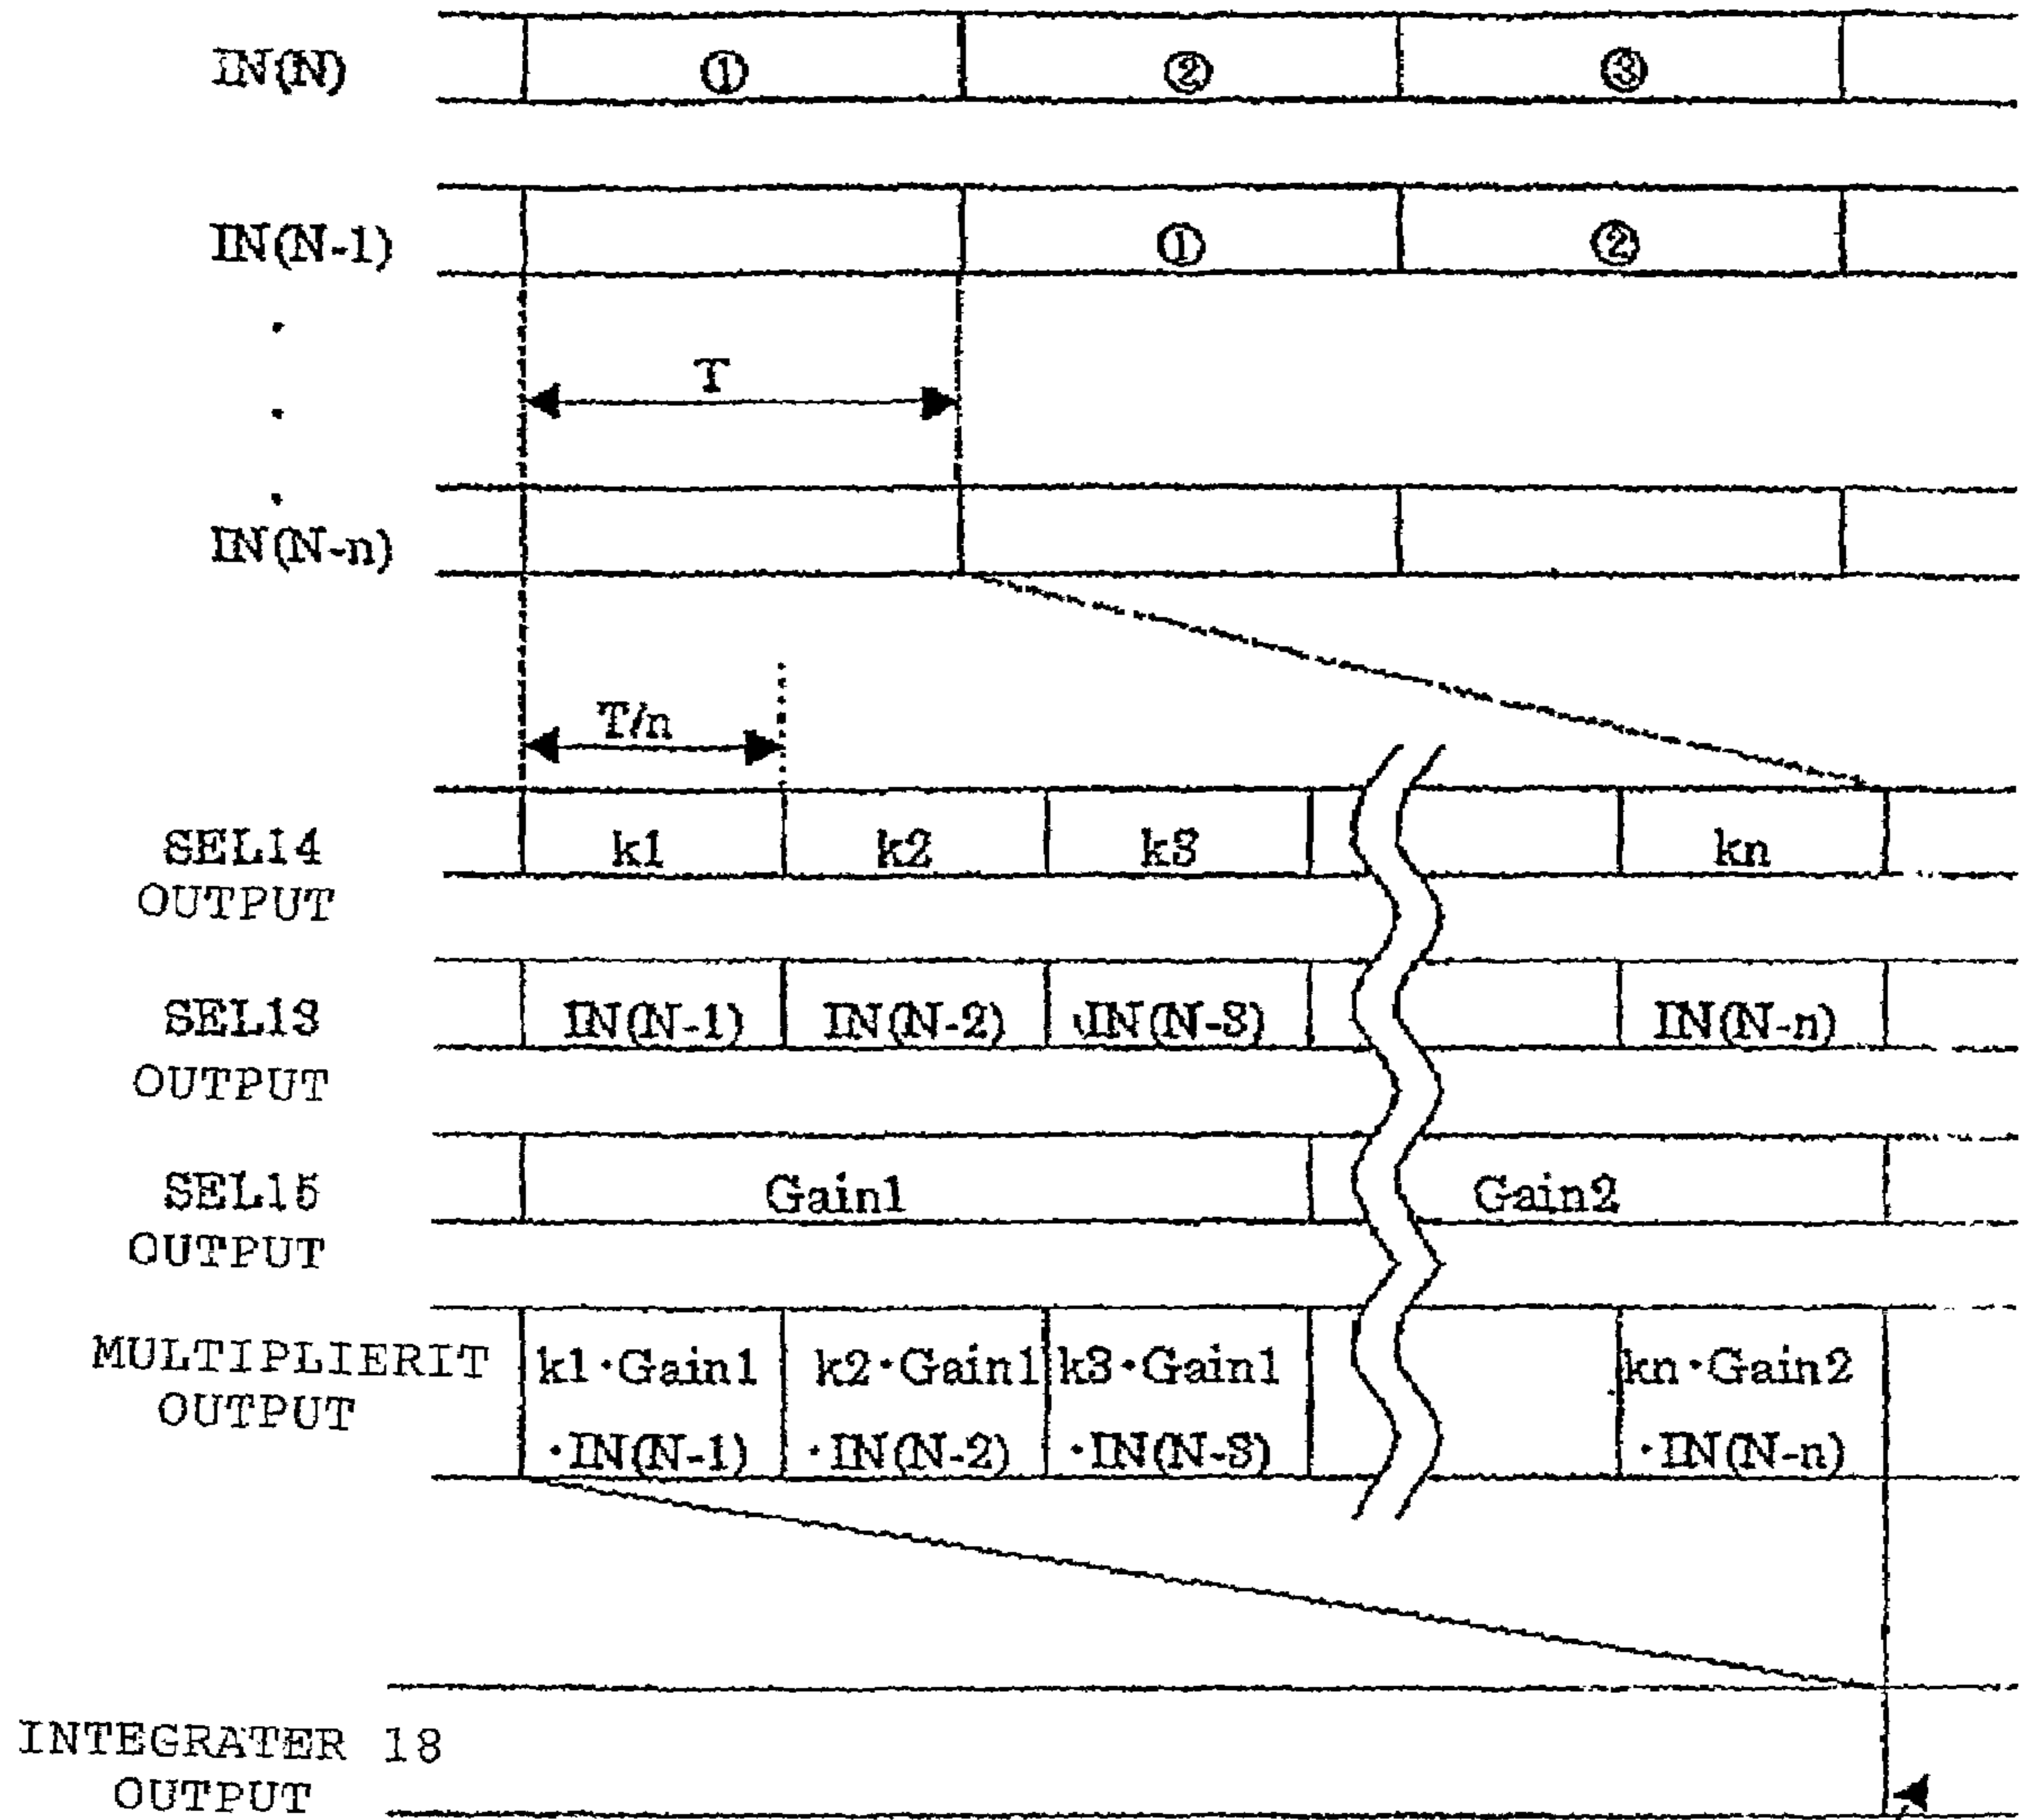 IN(N) ① ② ③
IN(N-1) ① ②
T
IN(N-n)
T/n
SEL14 k1 k2 k3 kn
OUTPUT
SEL13 IN(N-1) IN(N-2) IN(N-3) IN(N-n)
OUTPUT
SEL15 Gain1 Gain2
OUTPUT
MULTIPLIERIT k1·Gain1 k2·Gain1 k3·Gain1 kn·Gain2
OUTPUT ·IN(N-1) ·IN(N-2) ·IN(N-3) ·IN(N-n)
INTEGRATER 18
OUTPUT